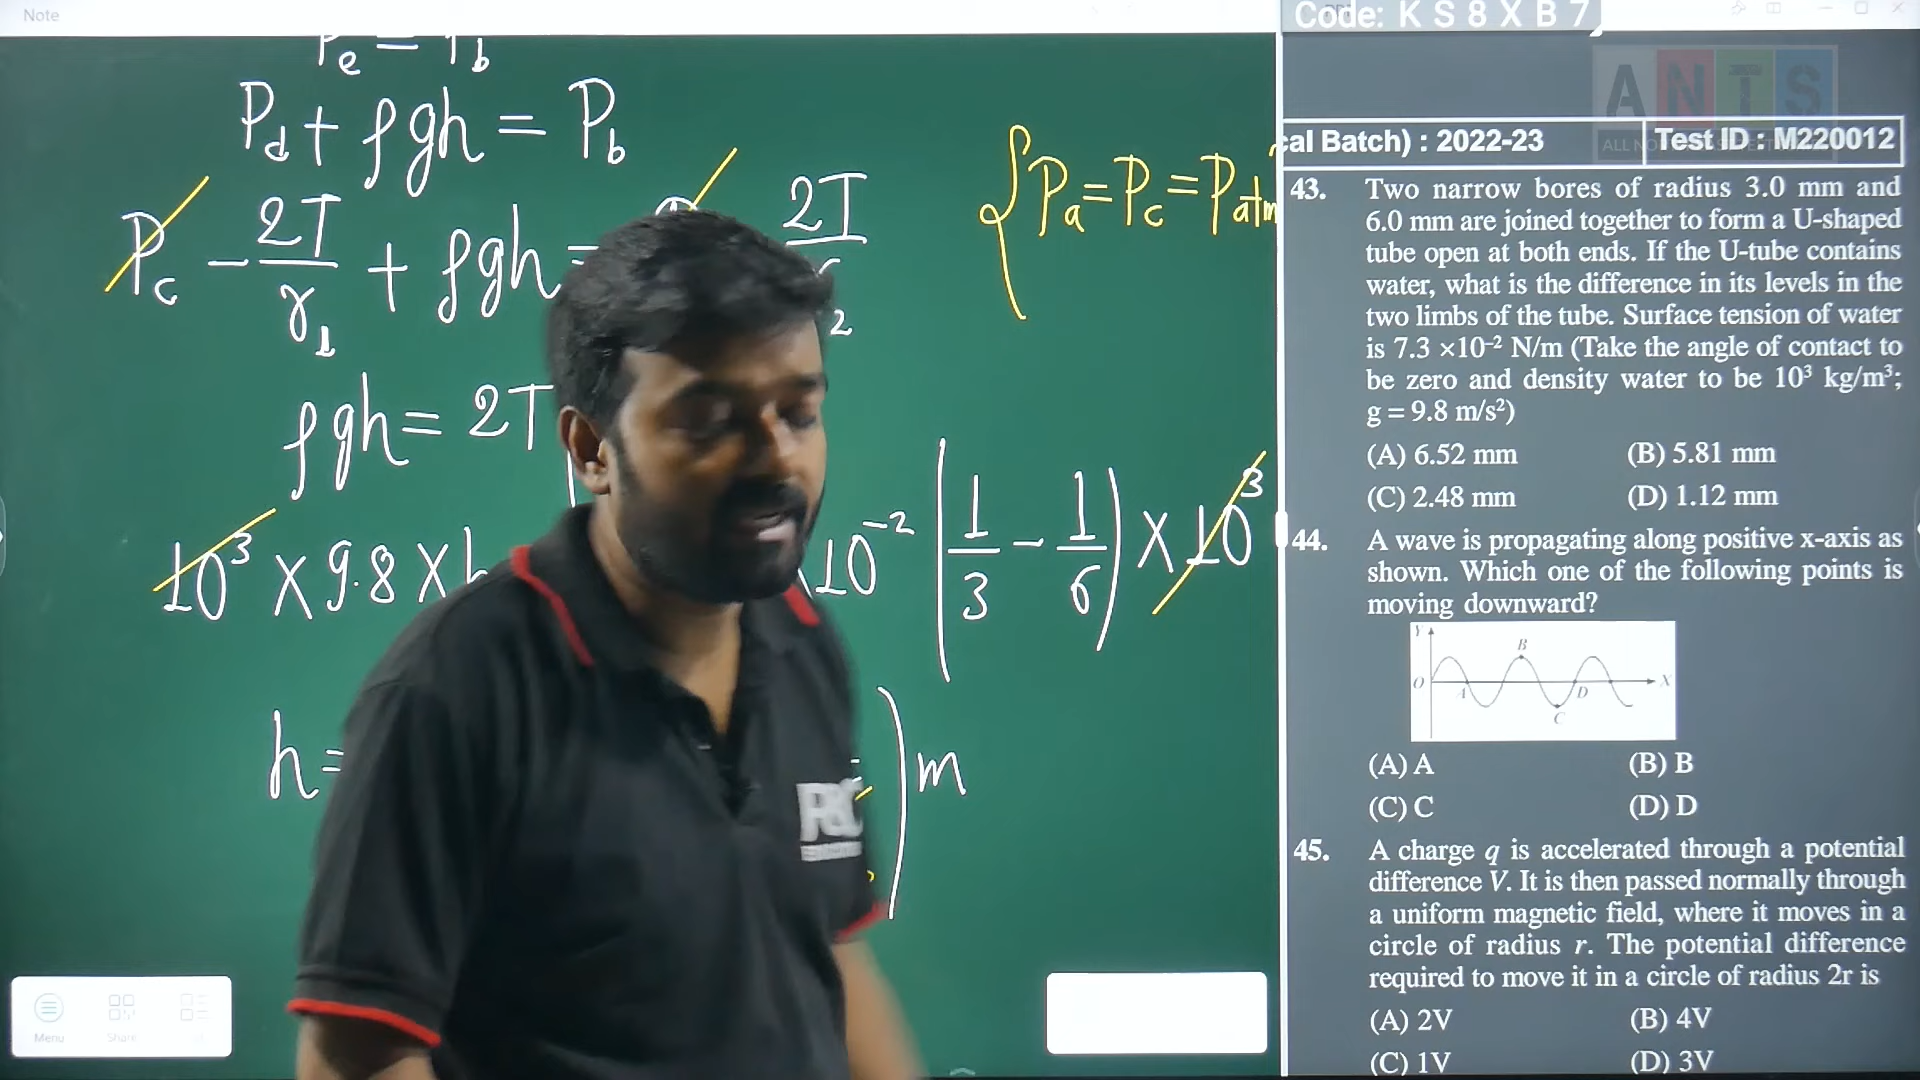 Note
Code: K S 8 X B 7
ANTS
Pe = Pb
Pd + ρgh = Pb
Pc - 2T/r1 + ρgh = 2T/r2
{ Pa = Pc = Patm
ρgh = 2T
10³ × 9.8 × h 10⁻² (1/3 - 1/6) × 10³
h = ) m
RBC
Menu
Share
cal Batch) : 2022-23
Test ID : M220012
43. Two narrow bores of radius 3.0 mm and
6.0 mm are joined together to form a U-shaped
tube open at both ends. If the U-tube contains
water, what is the difference in its levels in the
two limbs of the tube. Surface tension of water
is 7.3 ×10⁻² N/m (Take the angle of contact to
be zero and density water to be 10³ kg/m³;
g = 9.8 m/s²)
(A) 6.52 mm (B) 5.81 mm
(C) 2.48 mm (D) 1.12 mm
44. A wave is propagating along positive x-axis as
shown. Which one of the following points is
moving downward?
Y
B
O A D X
C
(A) A (B) B
(C) C (D) D
45. A charge q is accelerated through a potential
difference V. It is then passed normally through
a uniform magnetic field, where it moves in a
circle of radius r. The potential difference
required to move it in a circle of radius 2r is
(A) 2V (B) 4V
(C) 1V (D) 3V